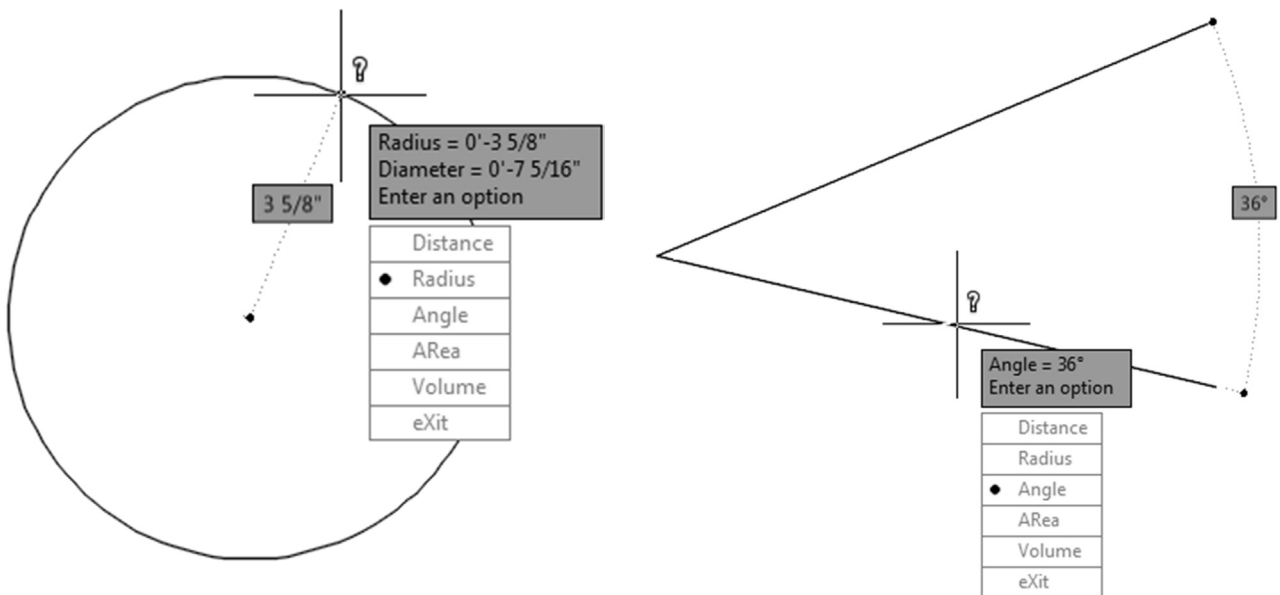 ?
Radius = 0'-3 5/8"
Diameter = 0'-7 5/16"
Enter an option
3 5/8"
Distance
Radius
Angle
ARea
Volume
eXit
36°
?
Angle = 36°
Enter an option
Distance
Radius
Angle
ARea
Volume
eXit